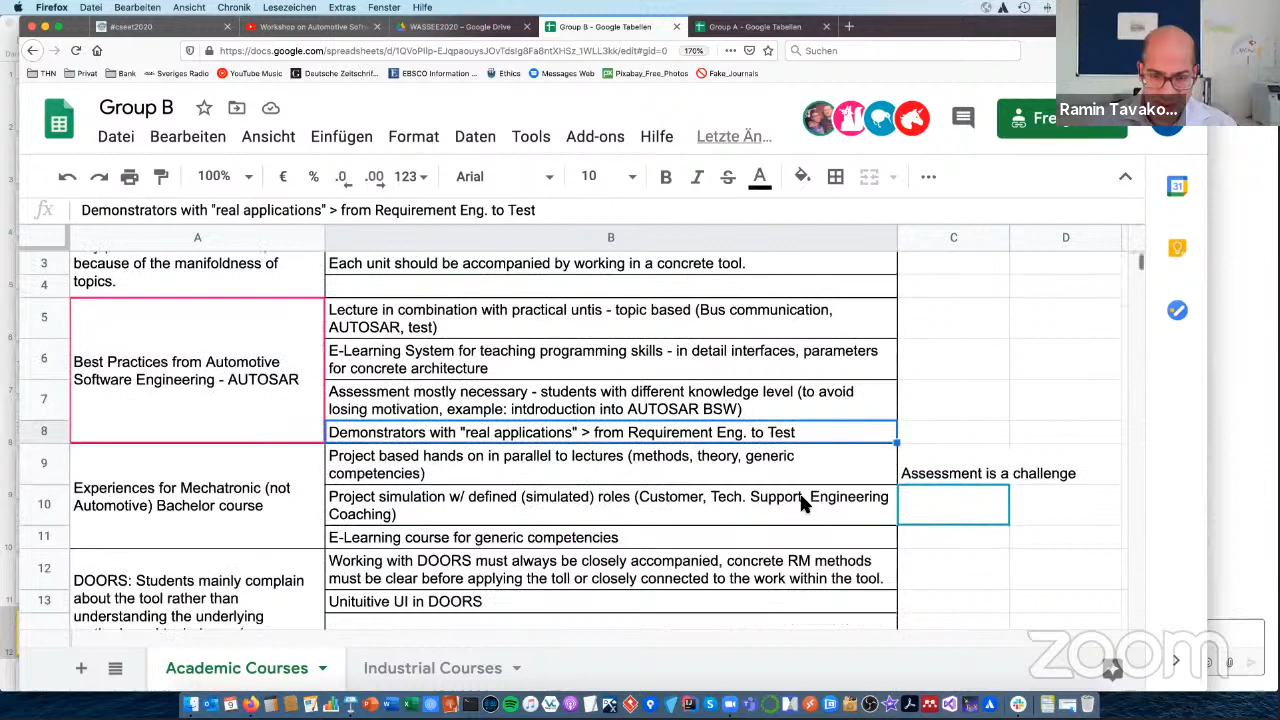 Firefox Datei Bearbeiten Ansicht Chronik Lesezeichen Extras Fenster Hilfe
#cseet2020
Workshop on Automotive Softw
WASSEE2020 – Google Drive
Group B – Google Tabellen
Group A – Google Tabellen
https://docs.google.com/spreadsheets/d/1QVoPlIp-EJqpaouysJOvTdsIg8Fa8ntXHSz_1WLL3kk/edit#gid=0
170%
Suchen
THN Privat Bank Sveriges Radio YouTube Music Deutsche Zeitschrif... EBSCO Information ... Ethics Messages Web Pixabay_Free_Photos Fake_Journals
Ramin Tavako...
Group B
Datei Bearbeiten Ansicht Einfügen Format Daten Tools Add-ons Hilfe Letzte Än...
100% € % .0 .00 123 Arial 10 B I S A
31
fx Demonstrators with "real applications" > from Requirement Eng. to Test
A B C D
3
because of the manifoldness of
topics.
Each unit should be accompanied by working in a concrete tool.
4
5
Lecture in combination with practical untis - topic based (Bus communication,
AUTOSAR, test)
Best Practices from Automotive
Software Engineering - AUTOSAR
6
E-Learning System for teaching programming skills - in detail interfaces, parameters
for concrete architecture
7
Assessment mostly necessary - students with different knowledge level (to avoid
losing motivation, example: intdroduction into AUTOSAR BSW)
8
Demonstrators with "real applications" > from Requirement Eng. to Test
9
Project based hands on in parallel to lectures (methods, theory, generic
competencies)
Assessment is a challenge
Experiences for Mechatronic (not
Automotive) Bachelor course
10
Project simulation w/ defined (simulated) roles (Customer, Tech. Support, Engineering
Coaching)
11
E-Learning course for generic competencies
12
Working with DOORS must always be closely accompanied, concrete RM methods
must be clear before applying the toll or closely connected to the work within the tool.
DOORS: Students mainly complain
about the tool rather than
understanding the underlying
13
Unituitive UI in DOORS
Academic Courses
Industrial Courses
zoom